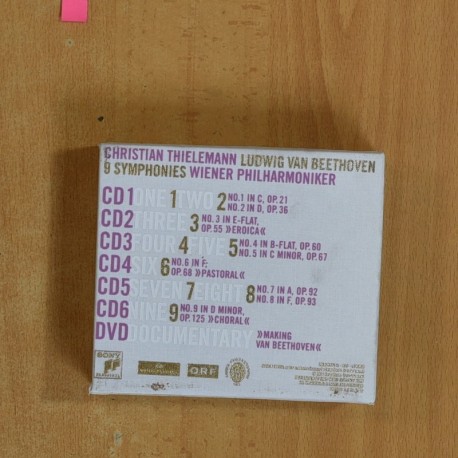 CHRISTIAN THIELEMANN LUDWIG VAN BEETHOVEN
9 SYMPHONIES WIENER PHILHARMONIKER
CD1 ONE TWO 1 2 NO.1 IN C, OP.21
NO.2 IN D, OP.36
CD2 THREE 3 NO.3 IN E-FLAT,
OP.55 »EROICA«
CD3 FOUR FIVE 4 5 NO.4 IN B-FLAT, OP.60
NO.5 IN C MINOR, OP.67
CD4 SIX 6 NO.6 IN F,
OP.68 »PASTORAL«
CD5 SEVEN EIGHT 7 8 NO.7 IN A, OP.92
NO.8 IN F, OP.93
CD6 NINE 9 NO.9 IN D MINOR,
OP.125 »CHORAL«
DVD DOCUMENTARY »MAKING
VAN BEETHOVEN«
SONY
ORF